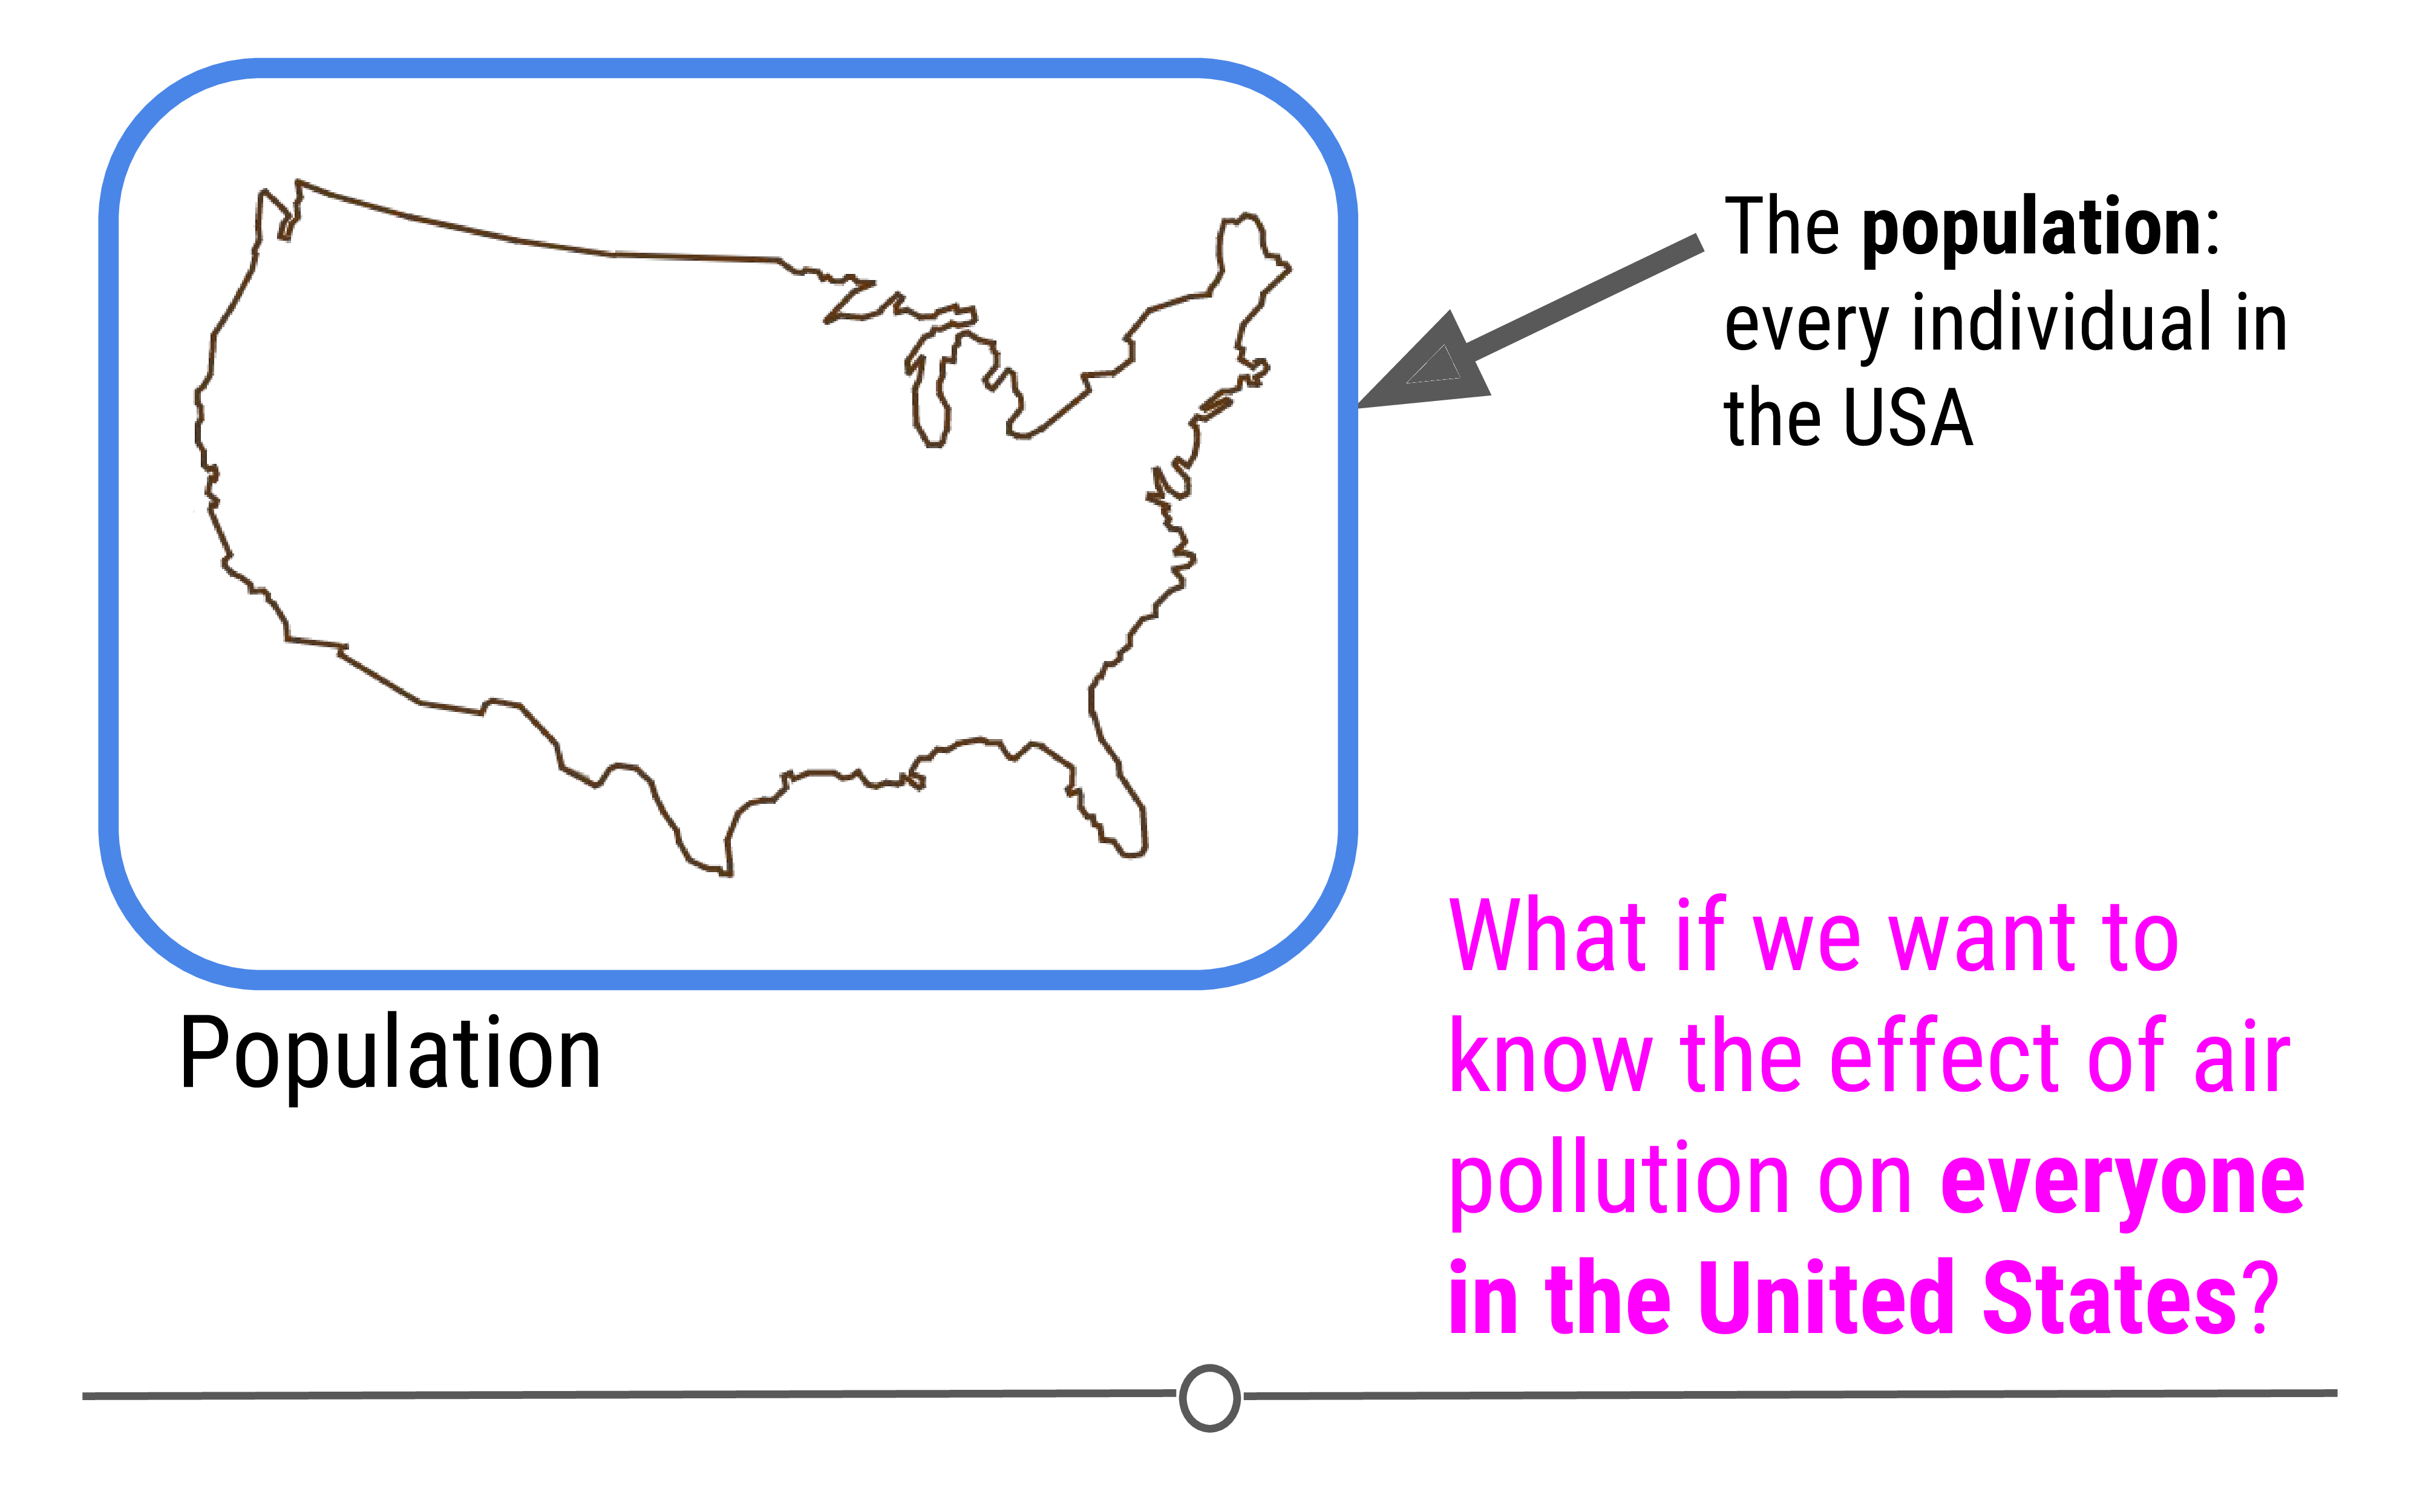 The population:
every individual in
the USA
Population
What if we want to
know the effect of air
pollution on everyone
in the United States?